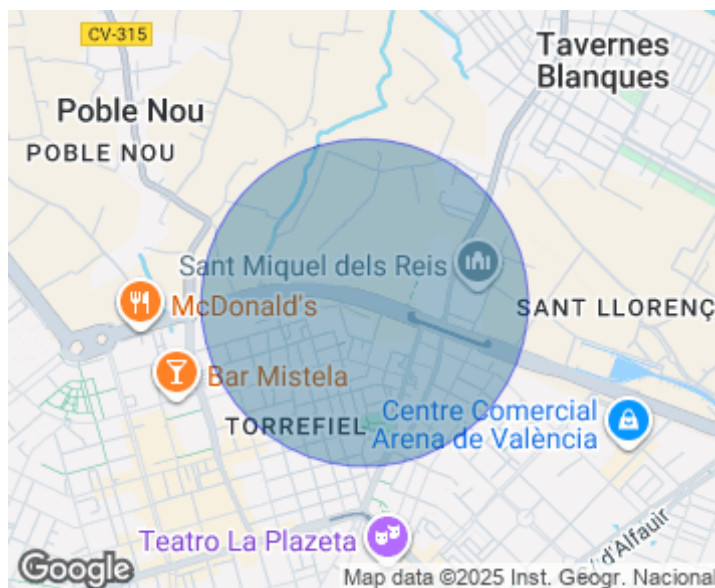 CV-315
Tavernes
Blanques
Poble Nou
POBLE NOU
Sant Miquel dels Reis
McDonald's
SANT LLORENÇ
Bar Mistela
TORREFIEL
Centre Comercial
Arena de València
d'Alfauir
Teatro La Plazeta
Google
Map data ©2025 Inst. Geogr. Nacional